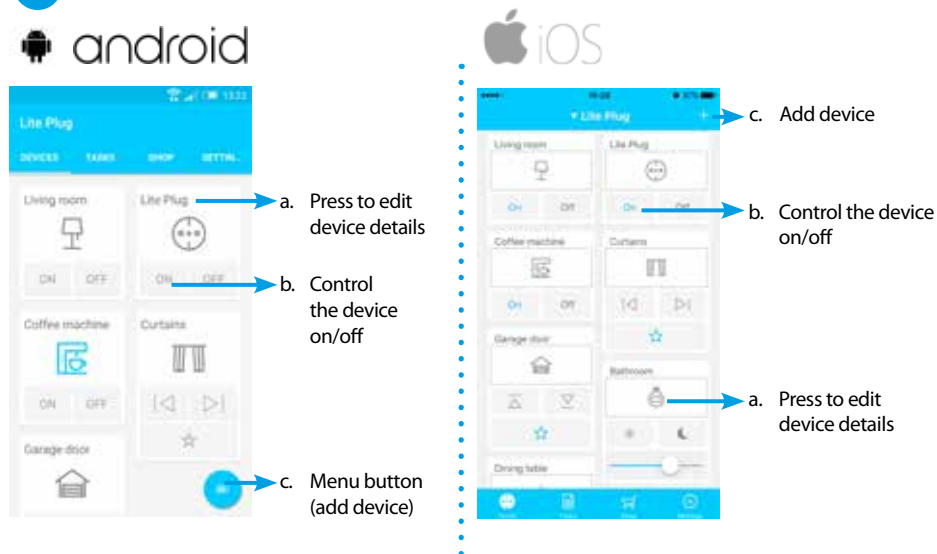 android
13:33
Lite Plug
DEVICES TASKS SHOP SETTIN..
Living room
Lite Plug
ON OFF
ON OFF
Coffee machine
Curtains
ON OFF
Garage door
a. Press to edit
device details
b. Control
the device
on/off
c. Menu button
(add device)
iOS
Lite Plug
Living room
Lite Plug
On Off
On Off
Coffee machine
Curtains
On Off
Garage door
Bathroom
Dining table
c. Add device
b. Control the device
on/off
a. Press to edit
device details